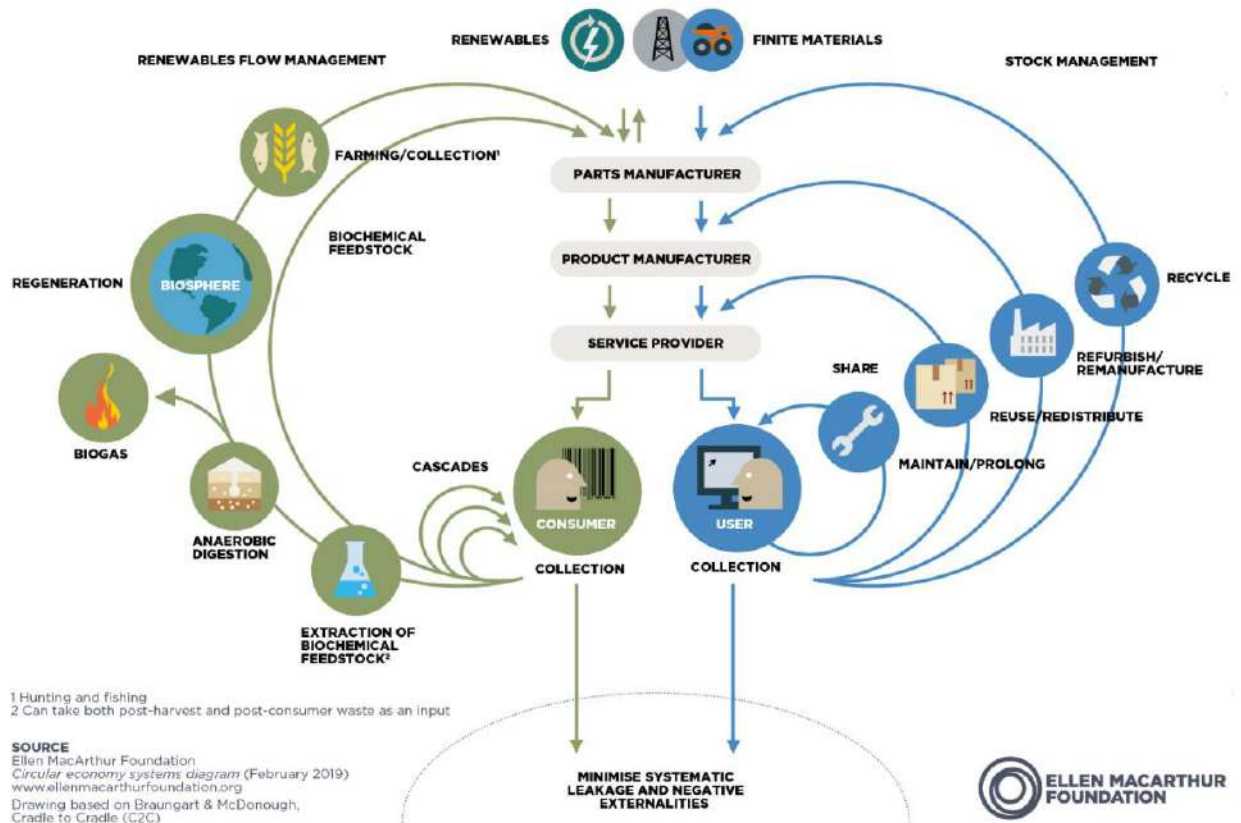 RENEWABLES
FINITE MATERIALS
RENEWABLES FLOW MANAGEMENT
STOCK MANAGEMENT
FARMING/COLLECTION¹
PARTS MANUFACTURER
BIOCHEMICAL
FEEDSTOCK
PRODUCT MANUFACTURER
REGENERATION
BIOSPHERE
RECYCLE
SERVICE PROVIDER
SHARE
REFURBISH/
REMANUFACTURE
REUSE/REDISTRIBUTE
BIOGAS
CASCADES
MAINTAIN/PROLONG
CONSUMER
USER
ANAEROBIC
DIGESTION
COLLECTION
COLLECTION
EXTRACTION OF
BIOCHEMICAL
FEEDSTOCK²
1 Hunting and fishing
2 Can take both post-harvest and post-consumer waste as an input
SOURCE
Ellen MacArthur Foundation
Circular economy systems diagram (February 2019)
www.ellenmacarthurfoundation.org
Drawing based on Braungart & McDonough,
Cradle to Cradle (C2C)
MINIMISE SYSTEMATIC
LEAKAGE AND NEGATIVE
EXTERNALITIES
ELLEN MACARTHUR
FOUNDATION